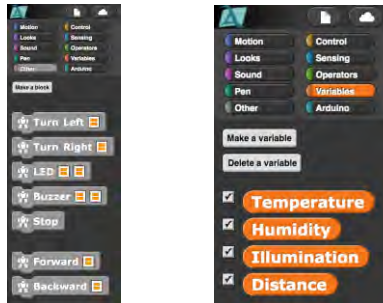 Motion Control
Looks Sensing
Sound Operators
Pen Variables
Other Arduino
Make a block
Turn Left
Turn Right
LED
Buzzer
Stop
Forward
Backward
Motion Control
Looks Sensing
Sound Operators
Pen Variables
Other Arduino
Make a variable
Delete a variable
Temperature
Humidity
Illumination
Distance